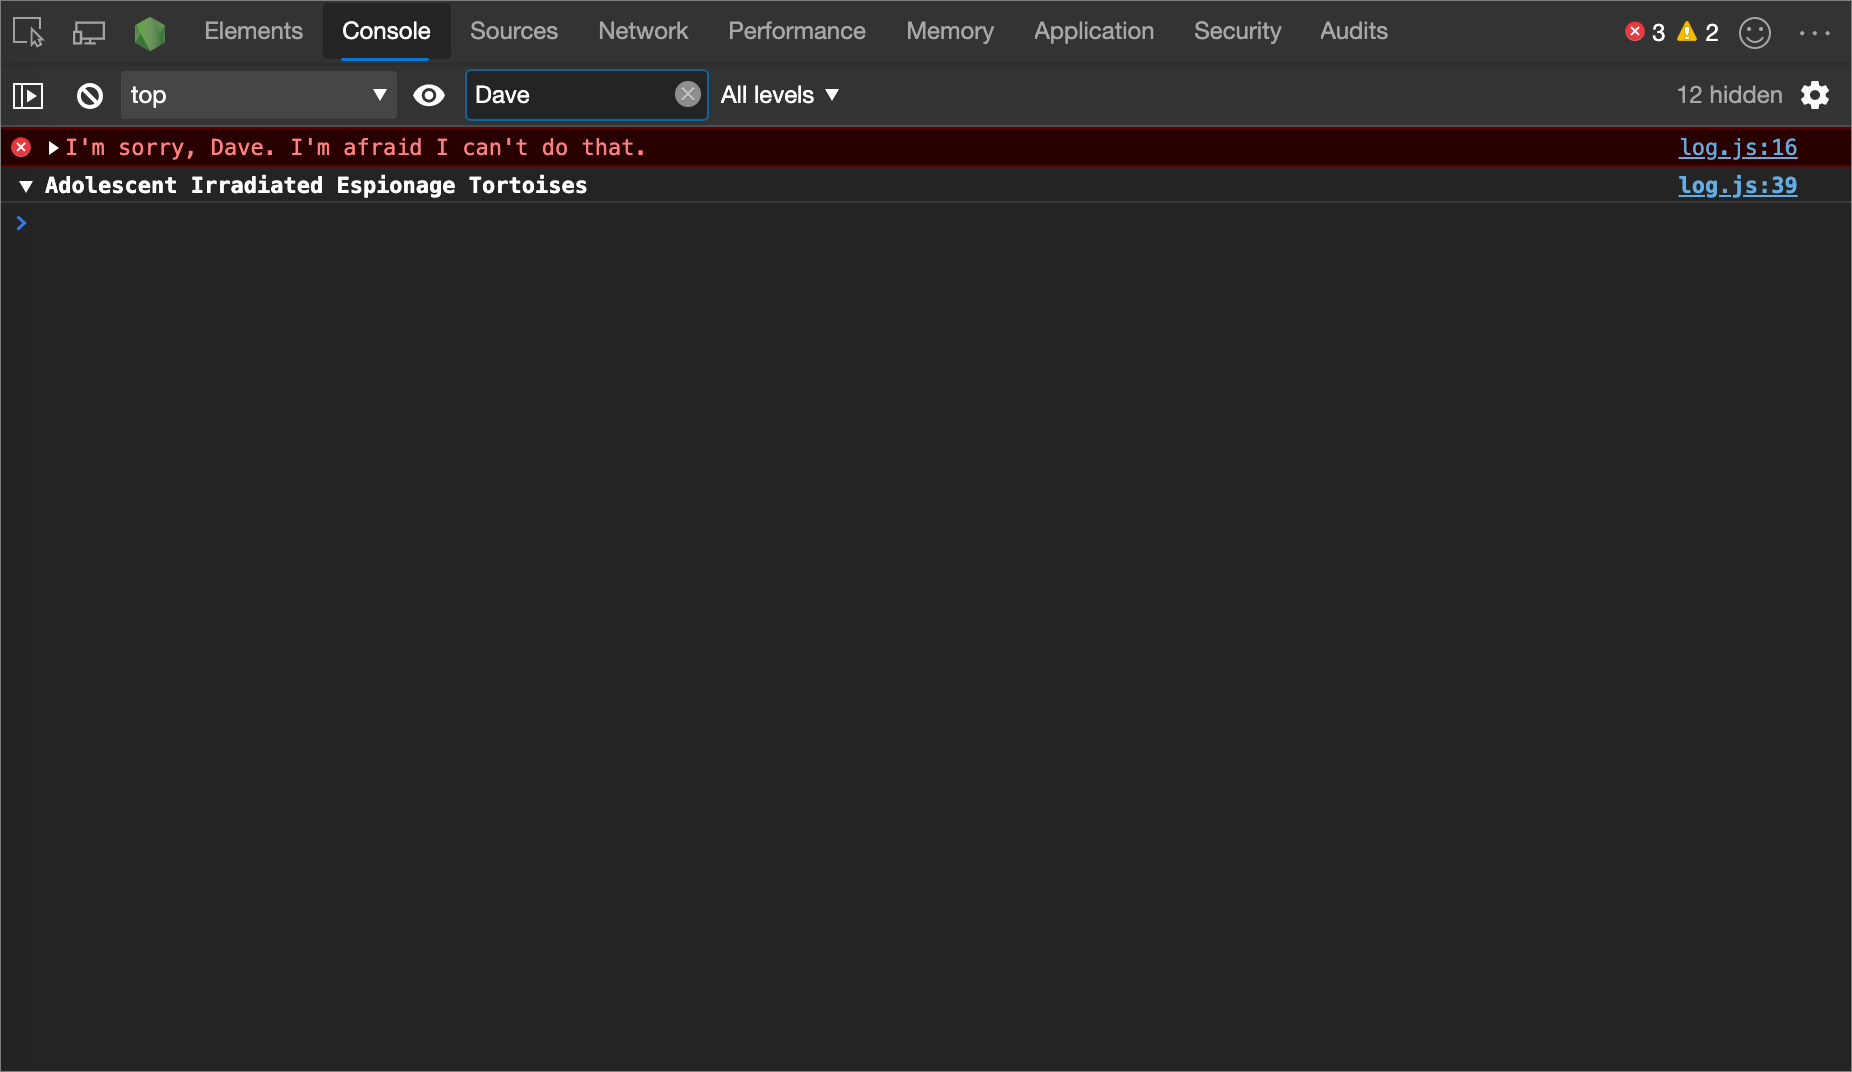 Elements Console Sources Network Performance Memory Application Security Audits 3 2
top Dave All levels 12 hidden
I'm sorry, Dave. I'm afraid I can't do that. log.js:16
Adolescent Irradiated Espionage Tortoises log.js:39